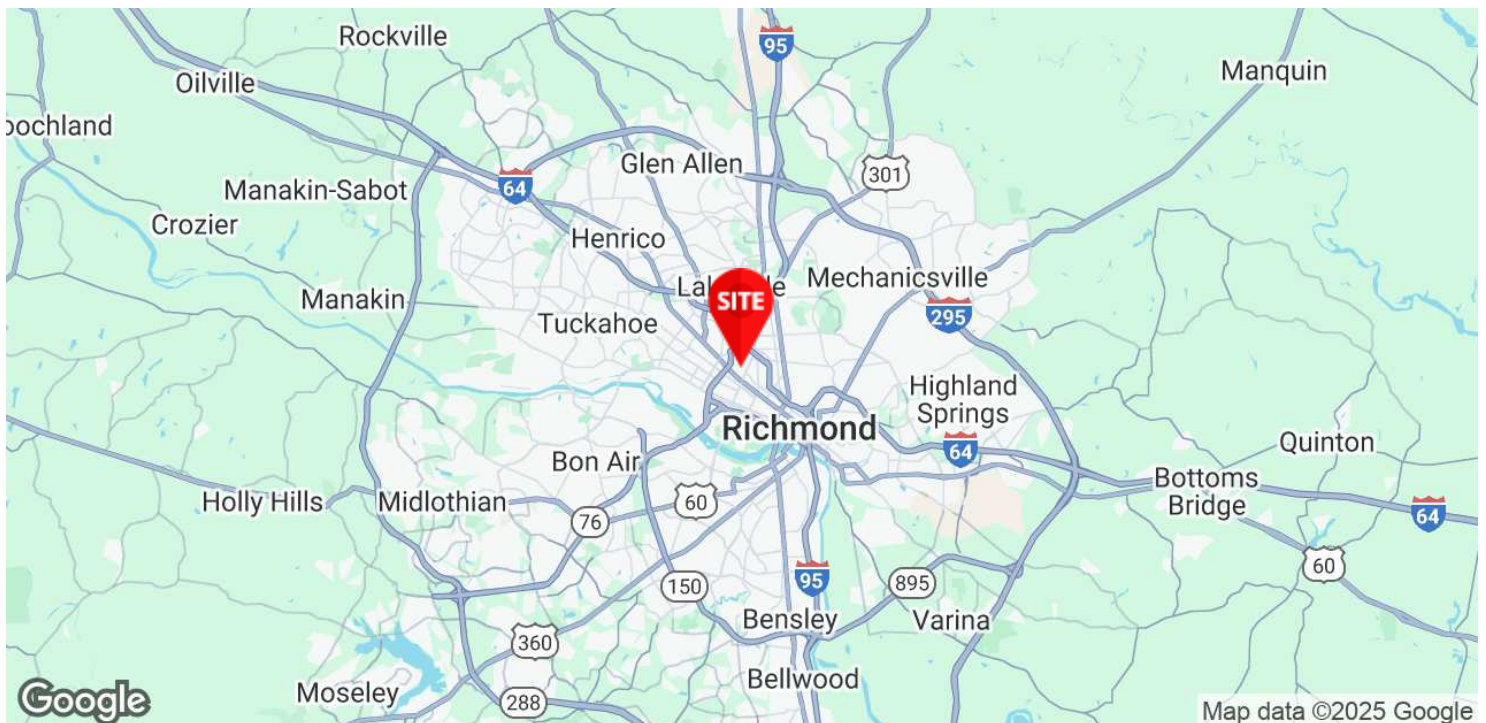 Rockville
95
Oilville
Manquin
oochland
Glen Allen
301
Manakin-Sabot
64
Crozier
Henrico
Mechanicsville
Manakin
SITE
295
Tuckahoe
Highland
Springs
Richmond
64
Quinton
Bon Air
Bottoms
Bridge
Holly Hills
Midlothian
60
76
64
60
150
95
895
Bensley
Varina
360
Bellwood
Moseley
288
Google
Map data ©2025 Google